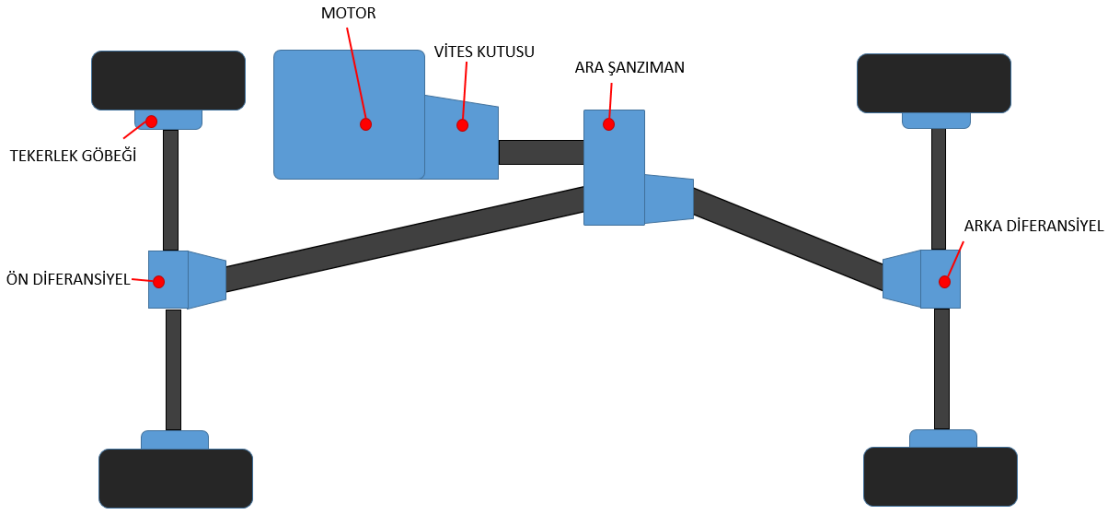 MOTOR
VİTES KUTUSU
ARA ŞANZIMAN
TEKERLEK GÖBEĞİ
ARKA DİFERANSİYEL
ÖN DİFERANSİYEL